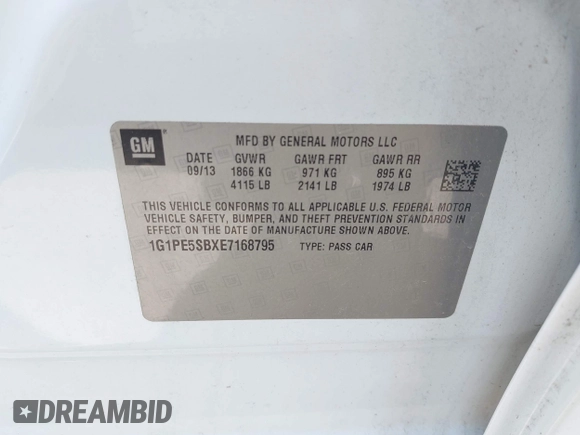 GM
MFD BY GENERAL MOTORS LLC
DATE GVWR GAWR FRT GAWR RR
09/13 1866 KG 971 KG 895 KG
4115 LB 2141 LB 1974 LB
THIS VEHICLE CONFORMS TO ALL APPLICABLE U.S. FEDERAL MOTOR
VEHICLE SAFETY, BUMPER, AND THEFT PREVENTION STANDARDS IN
EFFECT ON THE DATE OF MANUFACTURE SHOWN ABOVE.
1G1PE5SBXE7168795 TYPE: PASS CAR
DREAMBID